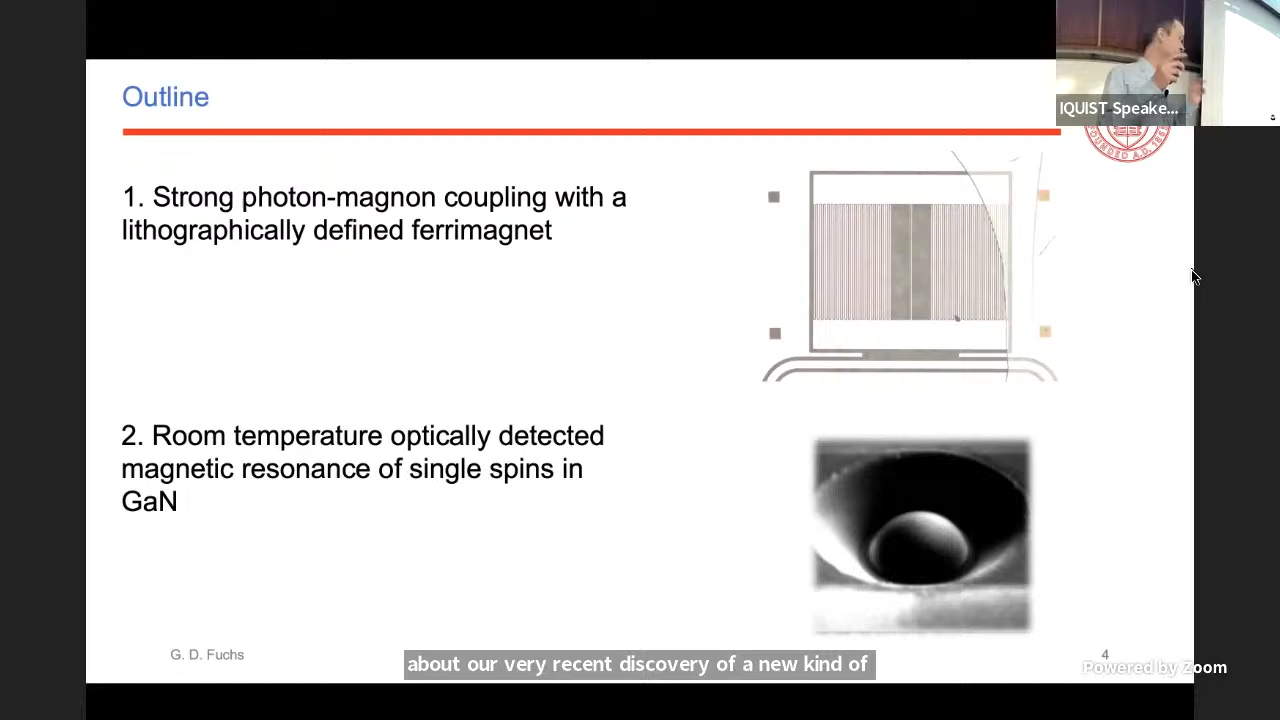 IQUIST Speake...
Outline
FOUNDED A.D. 186
1. Strong photon-magnon coupling with a
lithographically defined ferrimagnet
2. Room temperature optically detected
magnetic resonance of single spins in
GaN
G. D. Fuchs
about our very recent discovery of a new kind of
4
Powered by Zoom